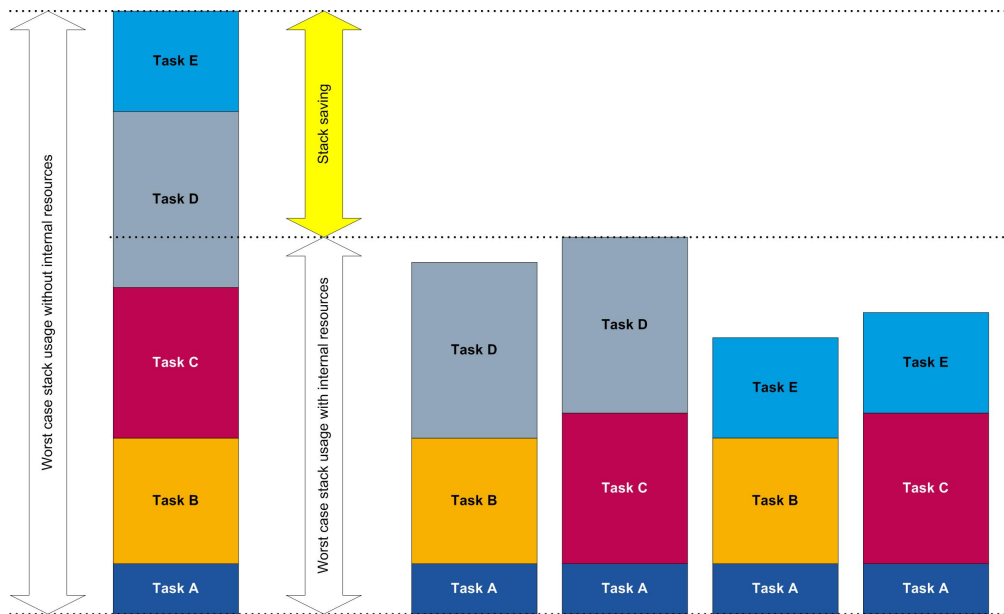 Worst case stack usage without internal resources
Task E
Task D
Task C
Task B
Task A
Stack saving
Worst case stack usage with internal resources
Task D
Task B
Task A
Task D
Task C
Task A
Task E
Task B
Task A
Task E
Task C
Task A